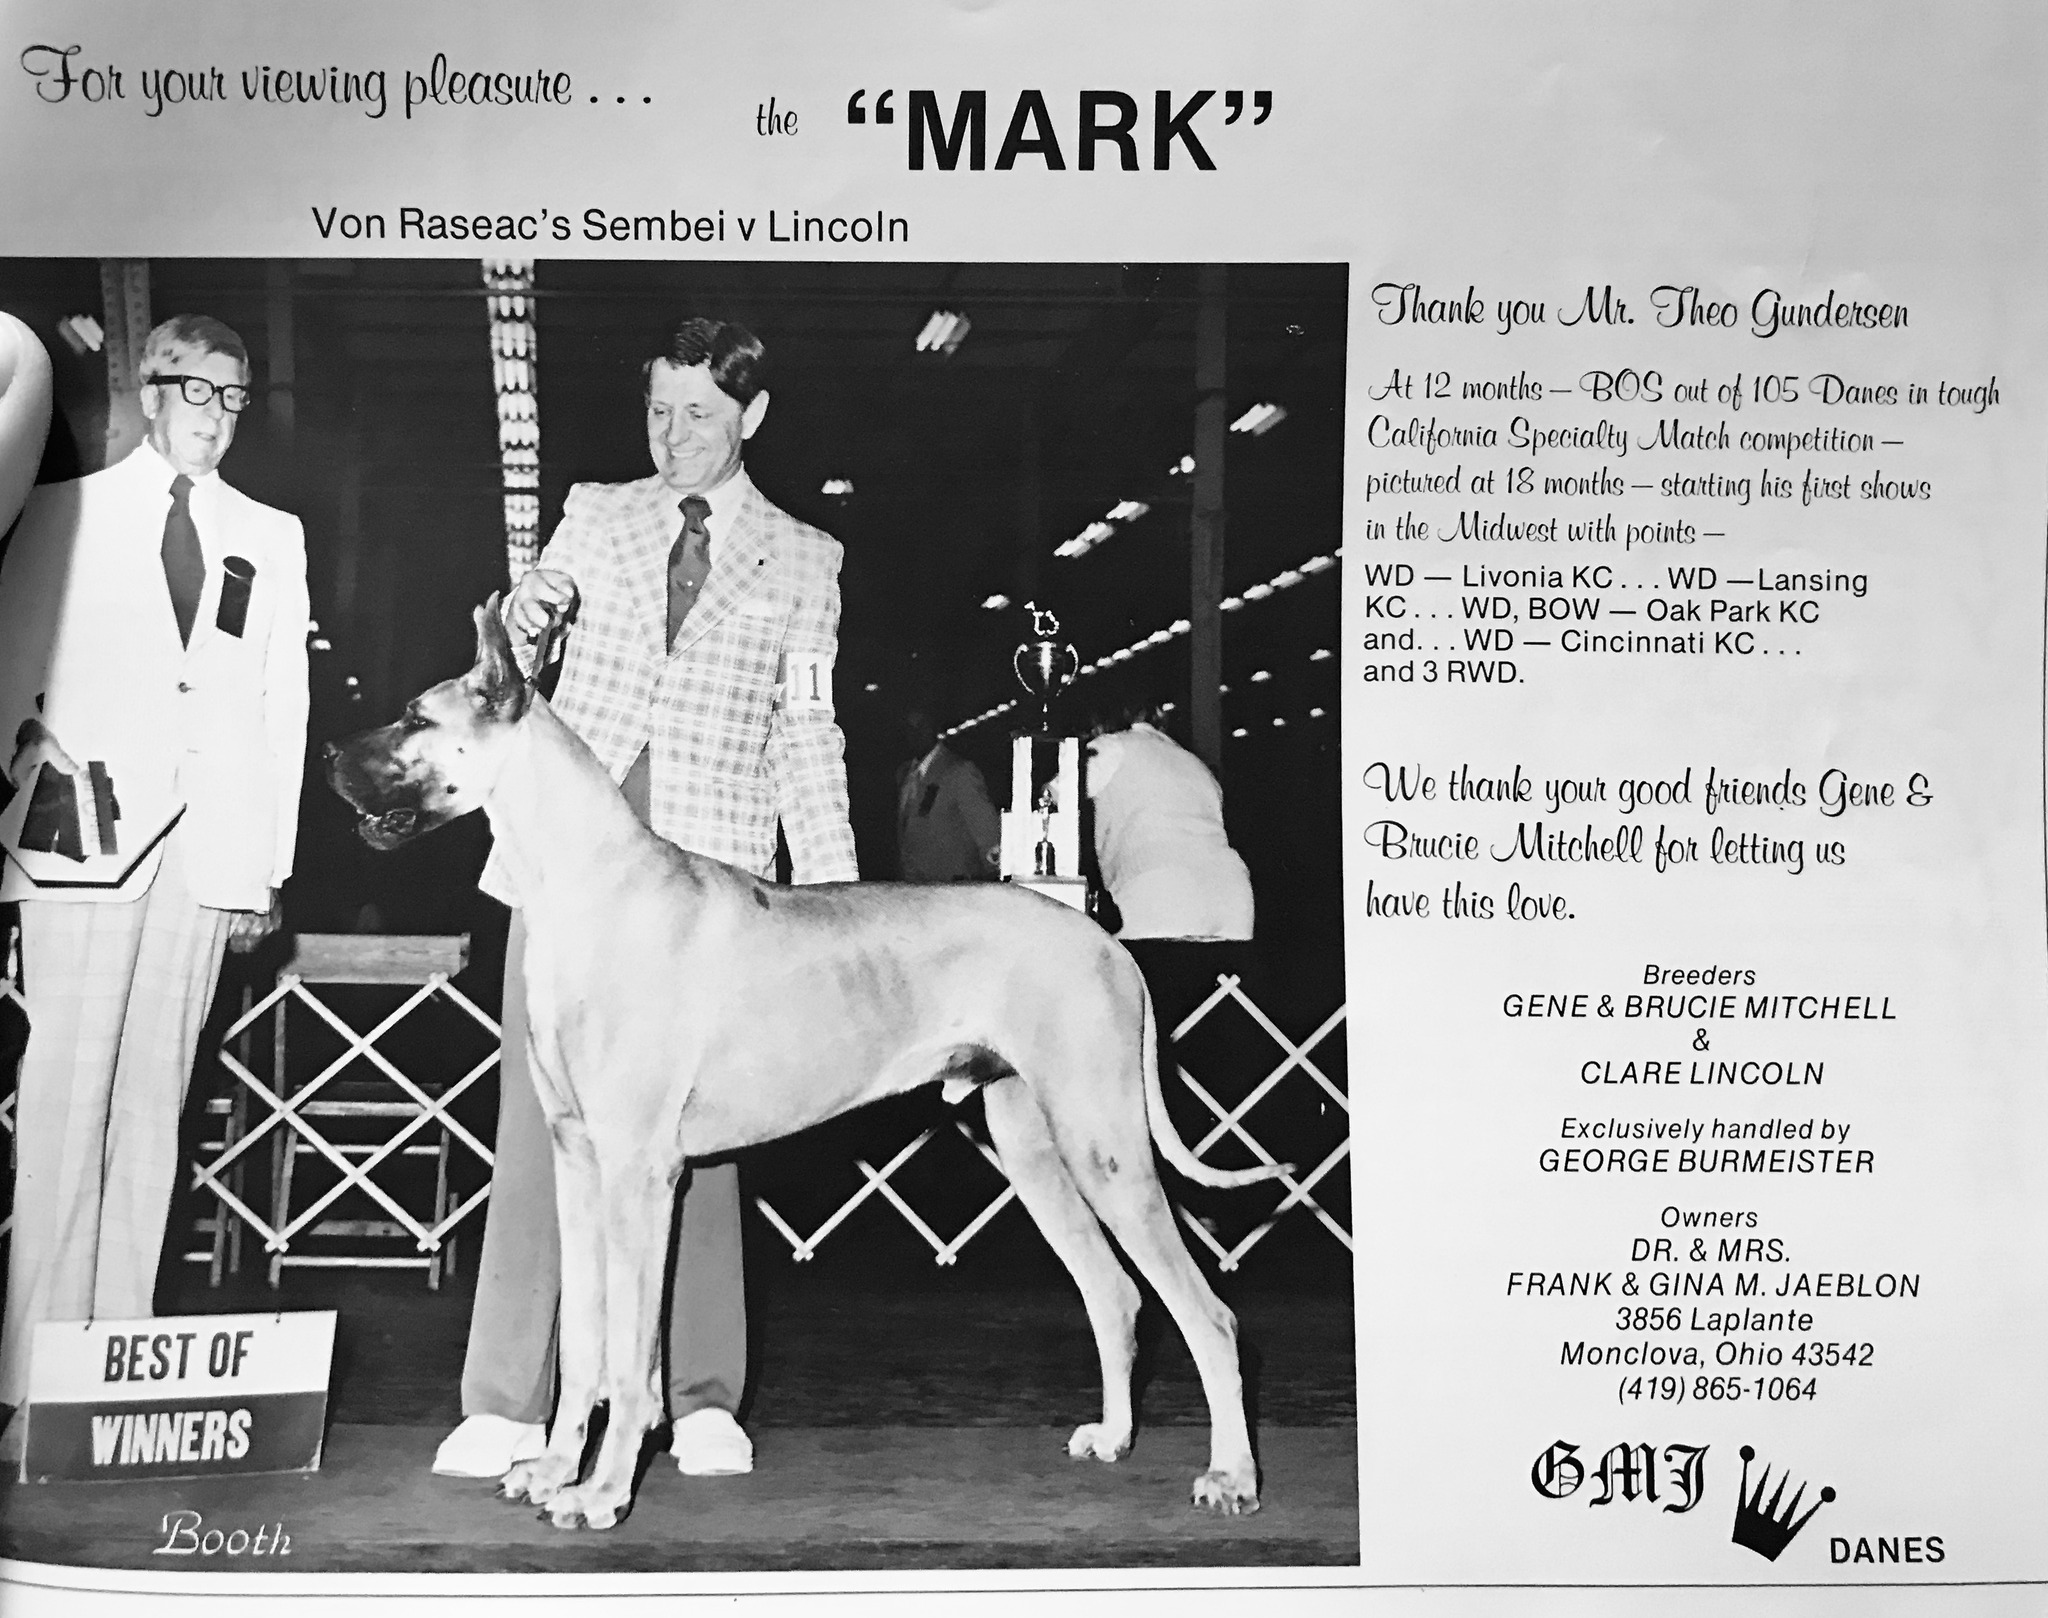 For your viewing pleasure...
the "MARK"
Von Raseac's Sembei v Lincoln
Thank you Mr. Theo Gundersen
At 12 months — BOS out of 105 Danes in tough
California Specialty Match competition —
pictured at 18 months — starting his first shows
in the Midwest with points —
WD — Livonia KC... WD —Lansing
KC... WD, BOW — Oak Park KC
and... WD — Cincinnati KC...
and 3 RWD.
We thank your good friends Gene &
Brucie Mitchell for letting us
have this love.
Breeders
GENE & BRUCIE MITCHELL
&
CLARE LINCOLN
Exclusively handled by
GEORGE BURMEISTER
Owners
DR. & MRS.
FRANK & GINA M. JAEBLON
3856 Laplante
Monclova, Ohio 43542
(419) 865-1064
GMJ
DANES
11
BEST OF
WINNERS
Booth